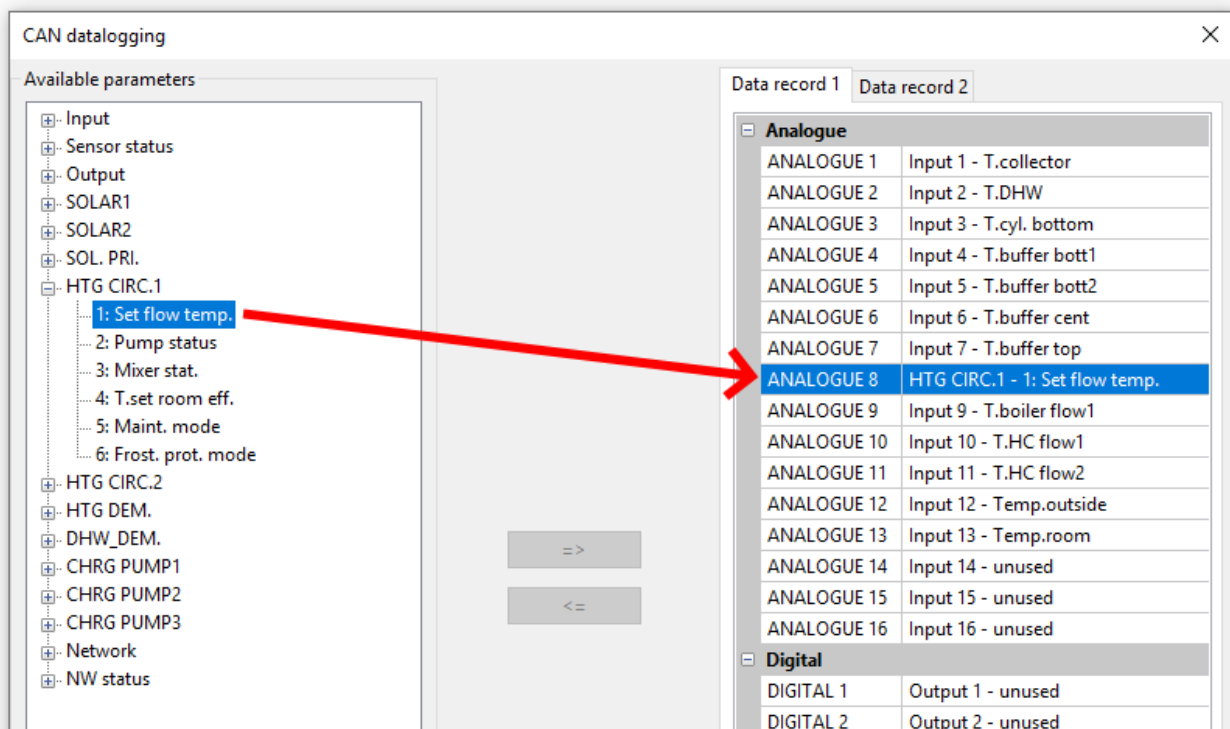 CAN datalogging
Available parameters
Input
Sensor status
Output
SOLAR1
SOLAR2
SOL. PRI.
HTG CIRC.1
1: Set flow temp.
2: Pump status
3: Mixer stat.
4: T.set room eff.
5: Maint. mode
6: Frost. prot. mode
HTG CIRC.2
HTG DEM.
DHW_DEM.
CHRG PUMP1
CHRG PUMP2
CHRG PUMP3
Network
NW status
=>
<=
Data record 1 Data record 2
Analogue
ANALOGUE 1 Input 1 - T.collector
ANALOGUE 2 Input 2 - T.DHW
ANALOGUE 3 Input 3 - T.cyl. bottom
ANALOGUE 4 Input 4 - T.buffer bott1
ANALOGUE 5 Input 5 - T.buffer bott2
ANALOGUE 6 Input 6 - T.buffer cent
ANALOGUE 7 Input 7 - T.buffer top
ANALOGUE 8 HTG CIRC.1 - 1: Set flow temp.
ANALOGUE 9 Input 9 - T.boiler flow1
ANALOGUE 10 Input 10 - T.HC flow1
ANALOGUE 11 Input 11 - T.HC flow2
ANALOGUE 12 Input 12 - Temp.outside
ANALOGUE 13 Input 13 - Temp.room
ANALOGUE 14 Input 14 - unused
ANALOGUE 15 Input 15 - unused
ANALOGUE 16 Input 16 - unused
Digital
DIGITAL 1 Output 1 - unused
DIGITAL 2 Output 2 - unused